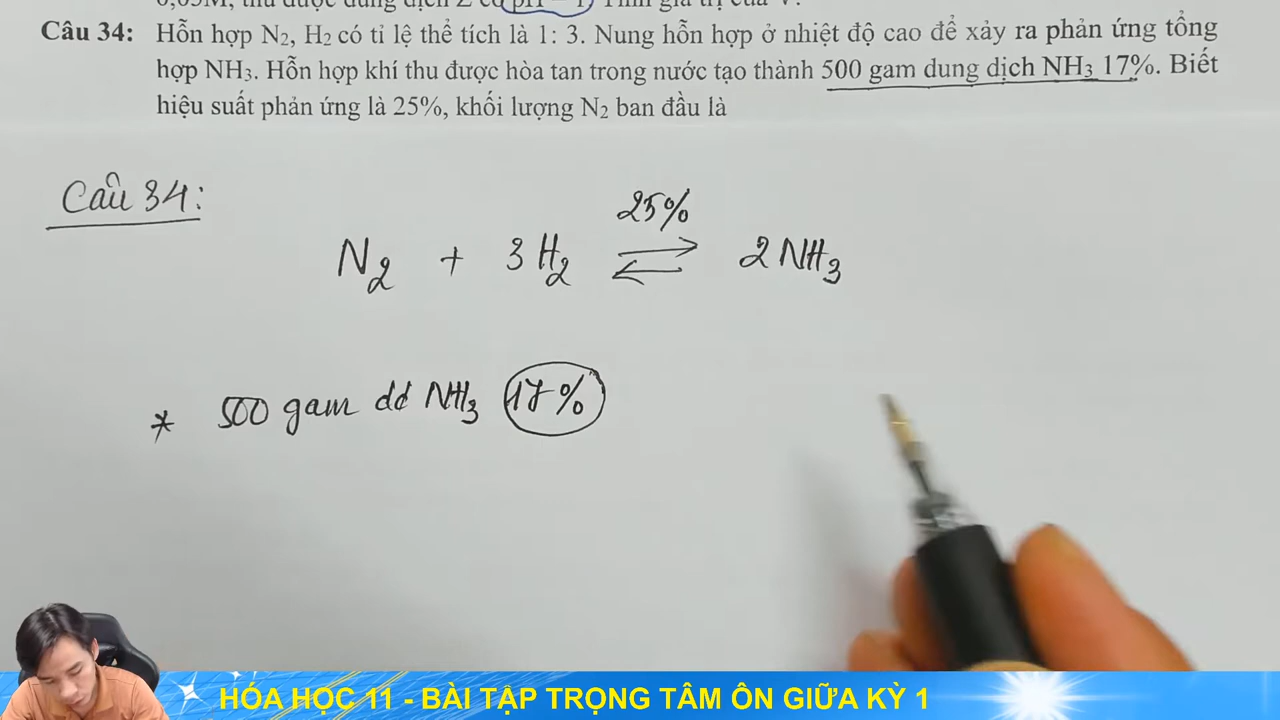 Câu 34: Hỗn hợp N₂, H₂ có tỉ lệ thể tích là 1: 3. Nung hỗn hợp ở nhiệt độ cao để xảy ra phản ứng tổng
hợp NH₃. Hỗn hợp khí thu được hòa tan trong nước tạo thành 500 gam dung dịch NH₃ 17%. Biết
hiệu suất phản ứng là 25%, khối lượng N₂ ban đầu là
Câu 34:
25%
N₂ + 3H₂ ⇌ 2NH₃
* 500 gam dd NH₃ 17%
HÓA HỌC 11 - BÀI TẬP TRỌNG TÂM ÔN GIỮA KỲ 1